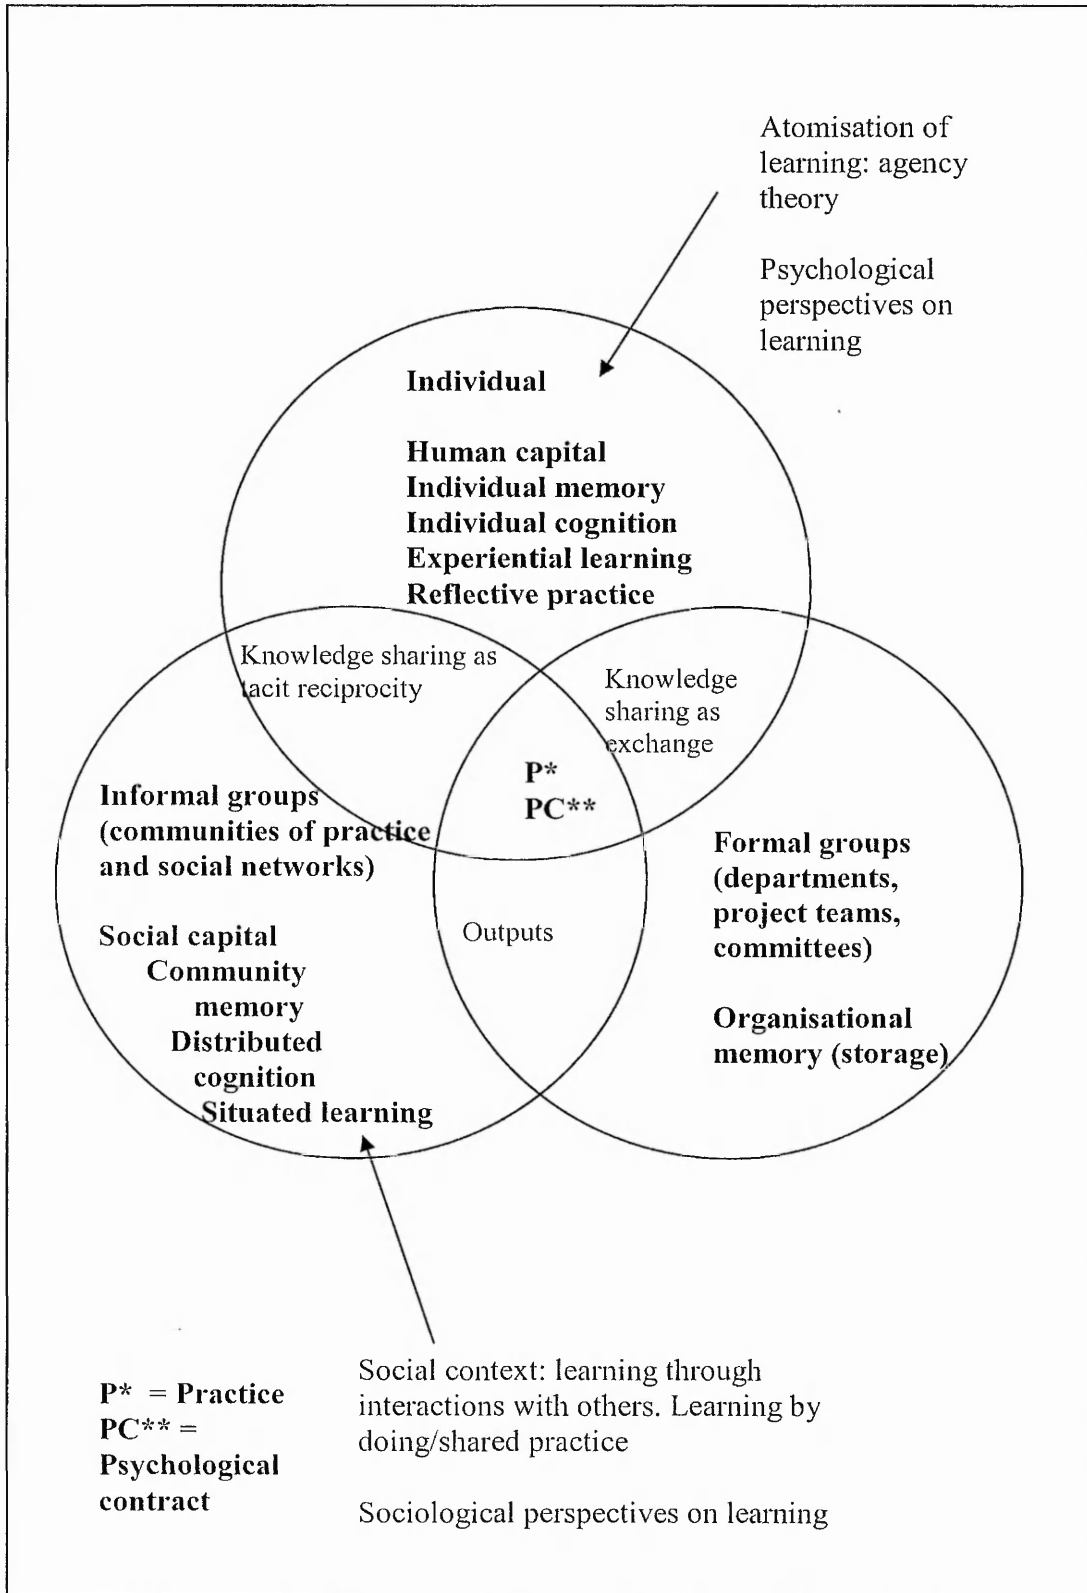 Atomisation of
learning: agency
theory
Psychological
perspectives on
learning
Individual
Human capital
Individual memory
Individual cognition
Experiential learning
Reflective practice
Knowledge sharing as
tacit reciprocity
Knowledge
sharing as
exchange
P*
PC**
Informal groups
(communities of practice
and social networks)
Social capital
Community
memory
Distributed
cognition
Situated learning
Outputs
Formal groups
(departments,
project teams,
committees)
Organisational
memory (storage)
P* = Practice
PC** =
Psychological
contract
Social context: learning through
interactions with others. Learning by
doing/shared practice
Sociological perspectives on learning